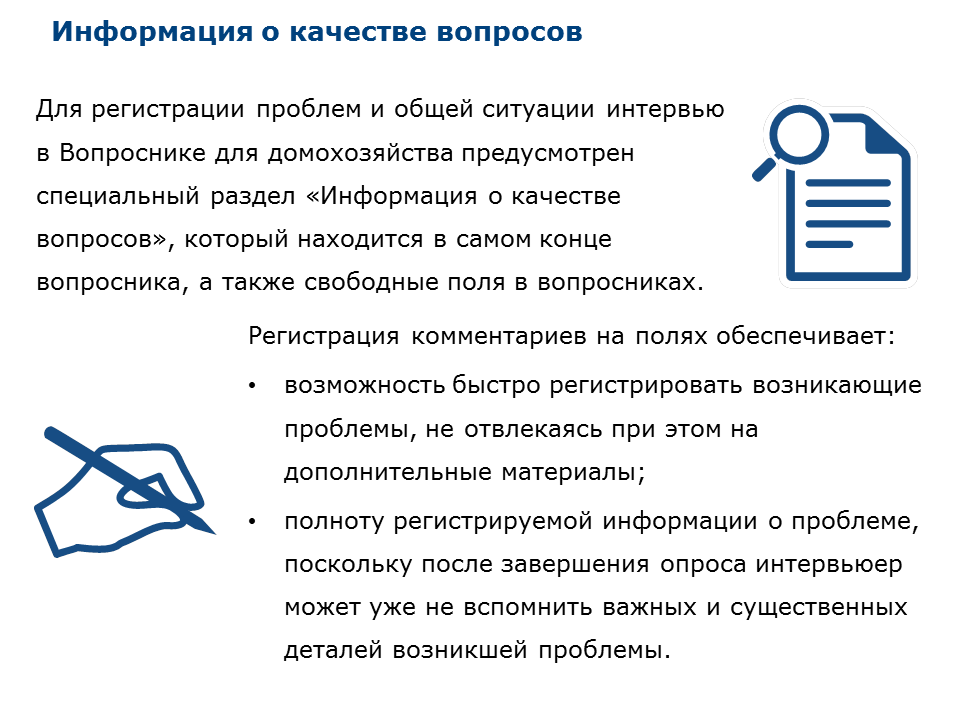 Информация о качестве вопросов
Для регистрации проблем и общей ситуации интервью
в Вопроснике для домохозяйства предусмотрен
специальный раздел «Информация о качестве
вопросов», который находится в самом конце
вопросника, а также свободные поля в вопросниках.
Регистрация комментариев на полях обеспечивает:
• возможность быстро регистрировать возникающие
проблемы, не отвлекаясь при этом на
дополнительные материалы;
• полноту регистрируемой информации о проблеме,
поскольку после завершения опроса интервьюер
может уже не вспомнить важных и существенных
деталей возникшей проблемы.